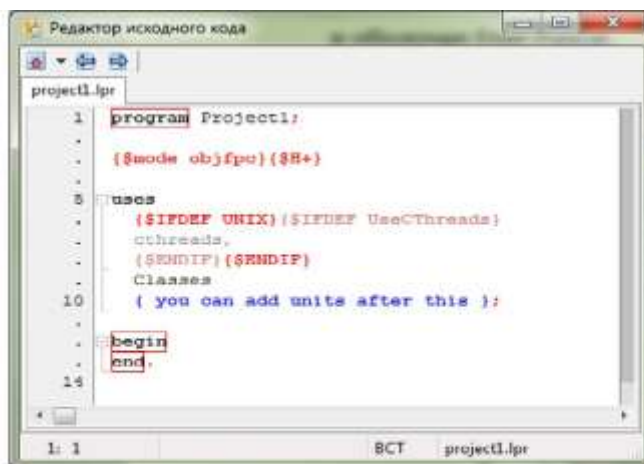 Редактор исходного кода
project1.lpr
1 program Project1;
.
. {$mode objfpc}{$H+}
.
5 uses
. {$IFDEF UNIX}{$IFDEF UseCThreads}
. cthreads,
. {$ENDIF}{$ENDIF}
. Classes
10 { you can add units after this };
.
. begin
. end.
14
1: 1 ВСТ project1.lpr